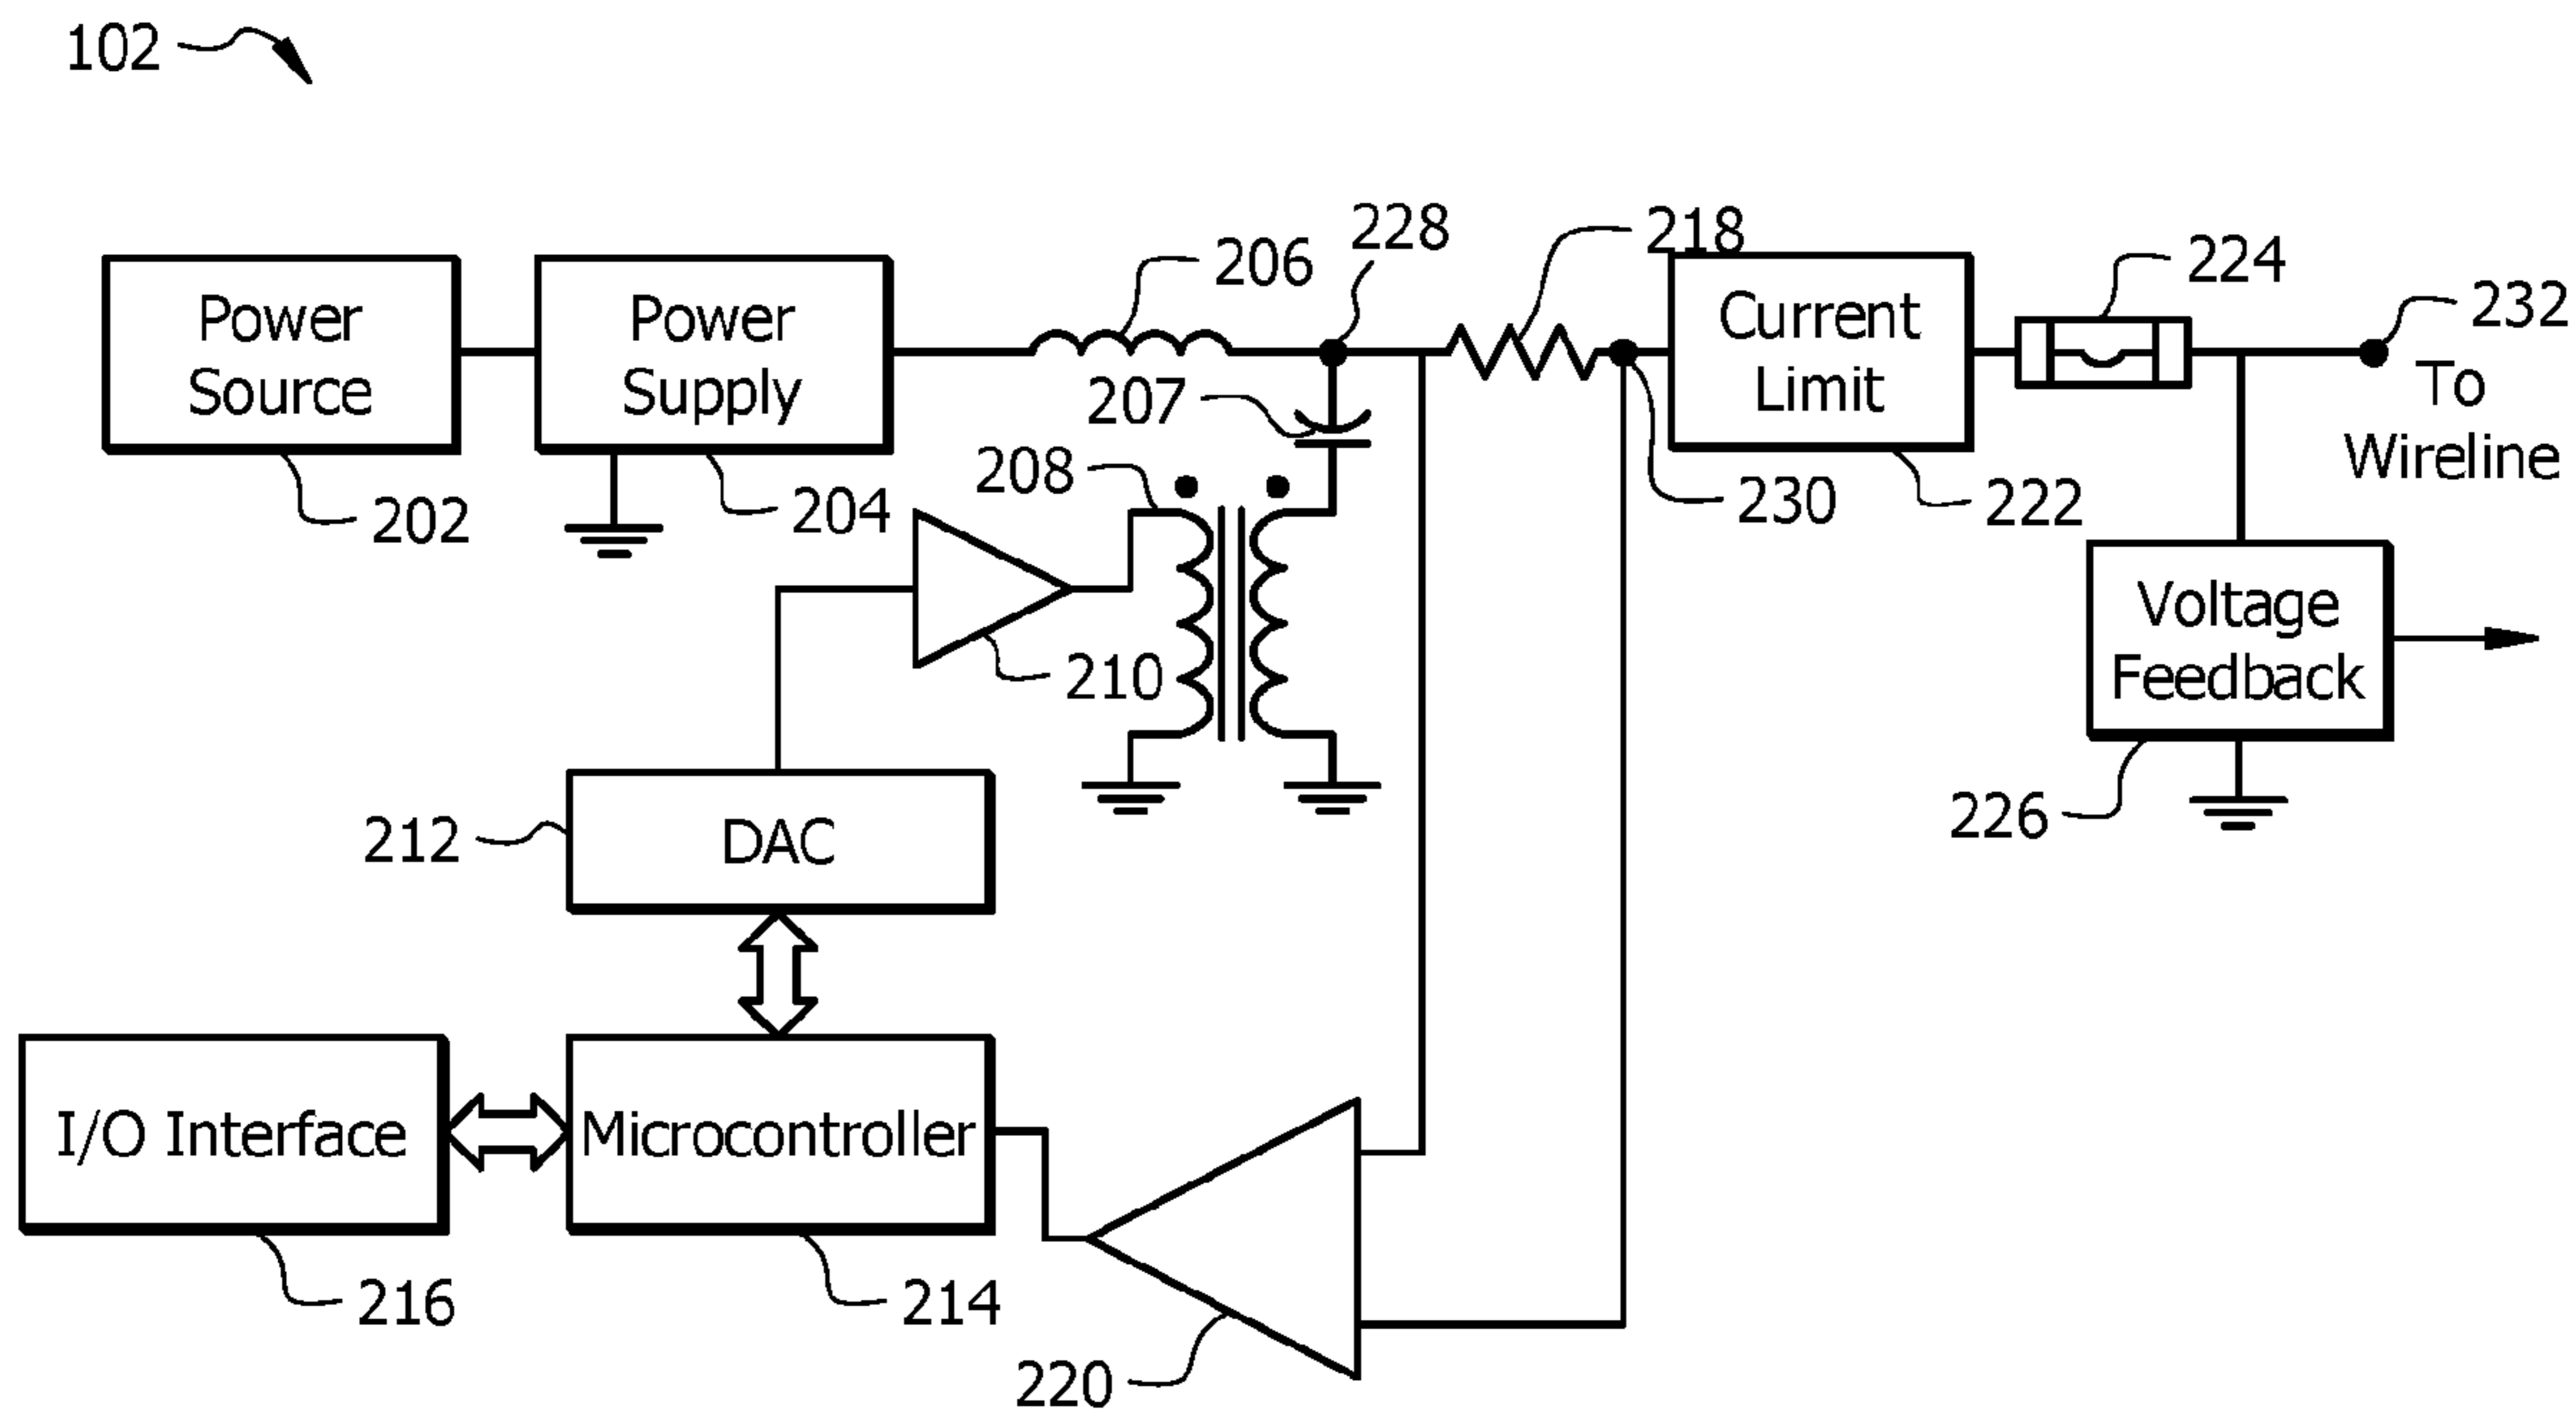 102
228
218
206
224
232
Power
Source
Power
Supply
Current
Limit
To
Wireline
207
208
202
204
230
222
Voltage
Feedback
210
226
212
DAC
I/O Interface
Microcontroller
216
214
220